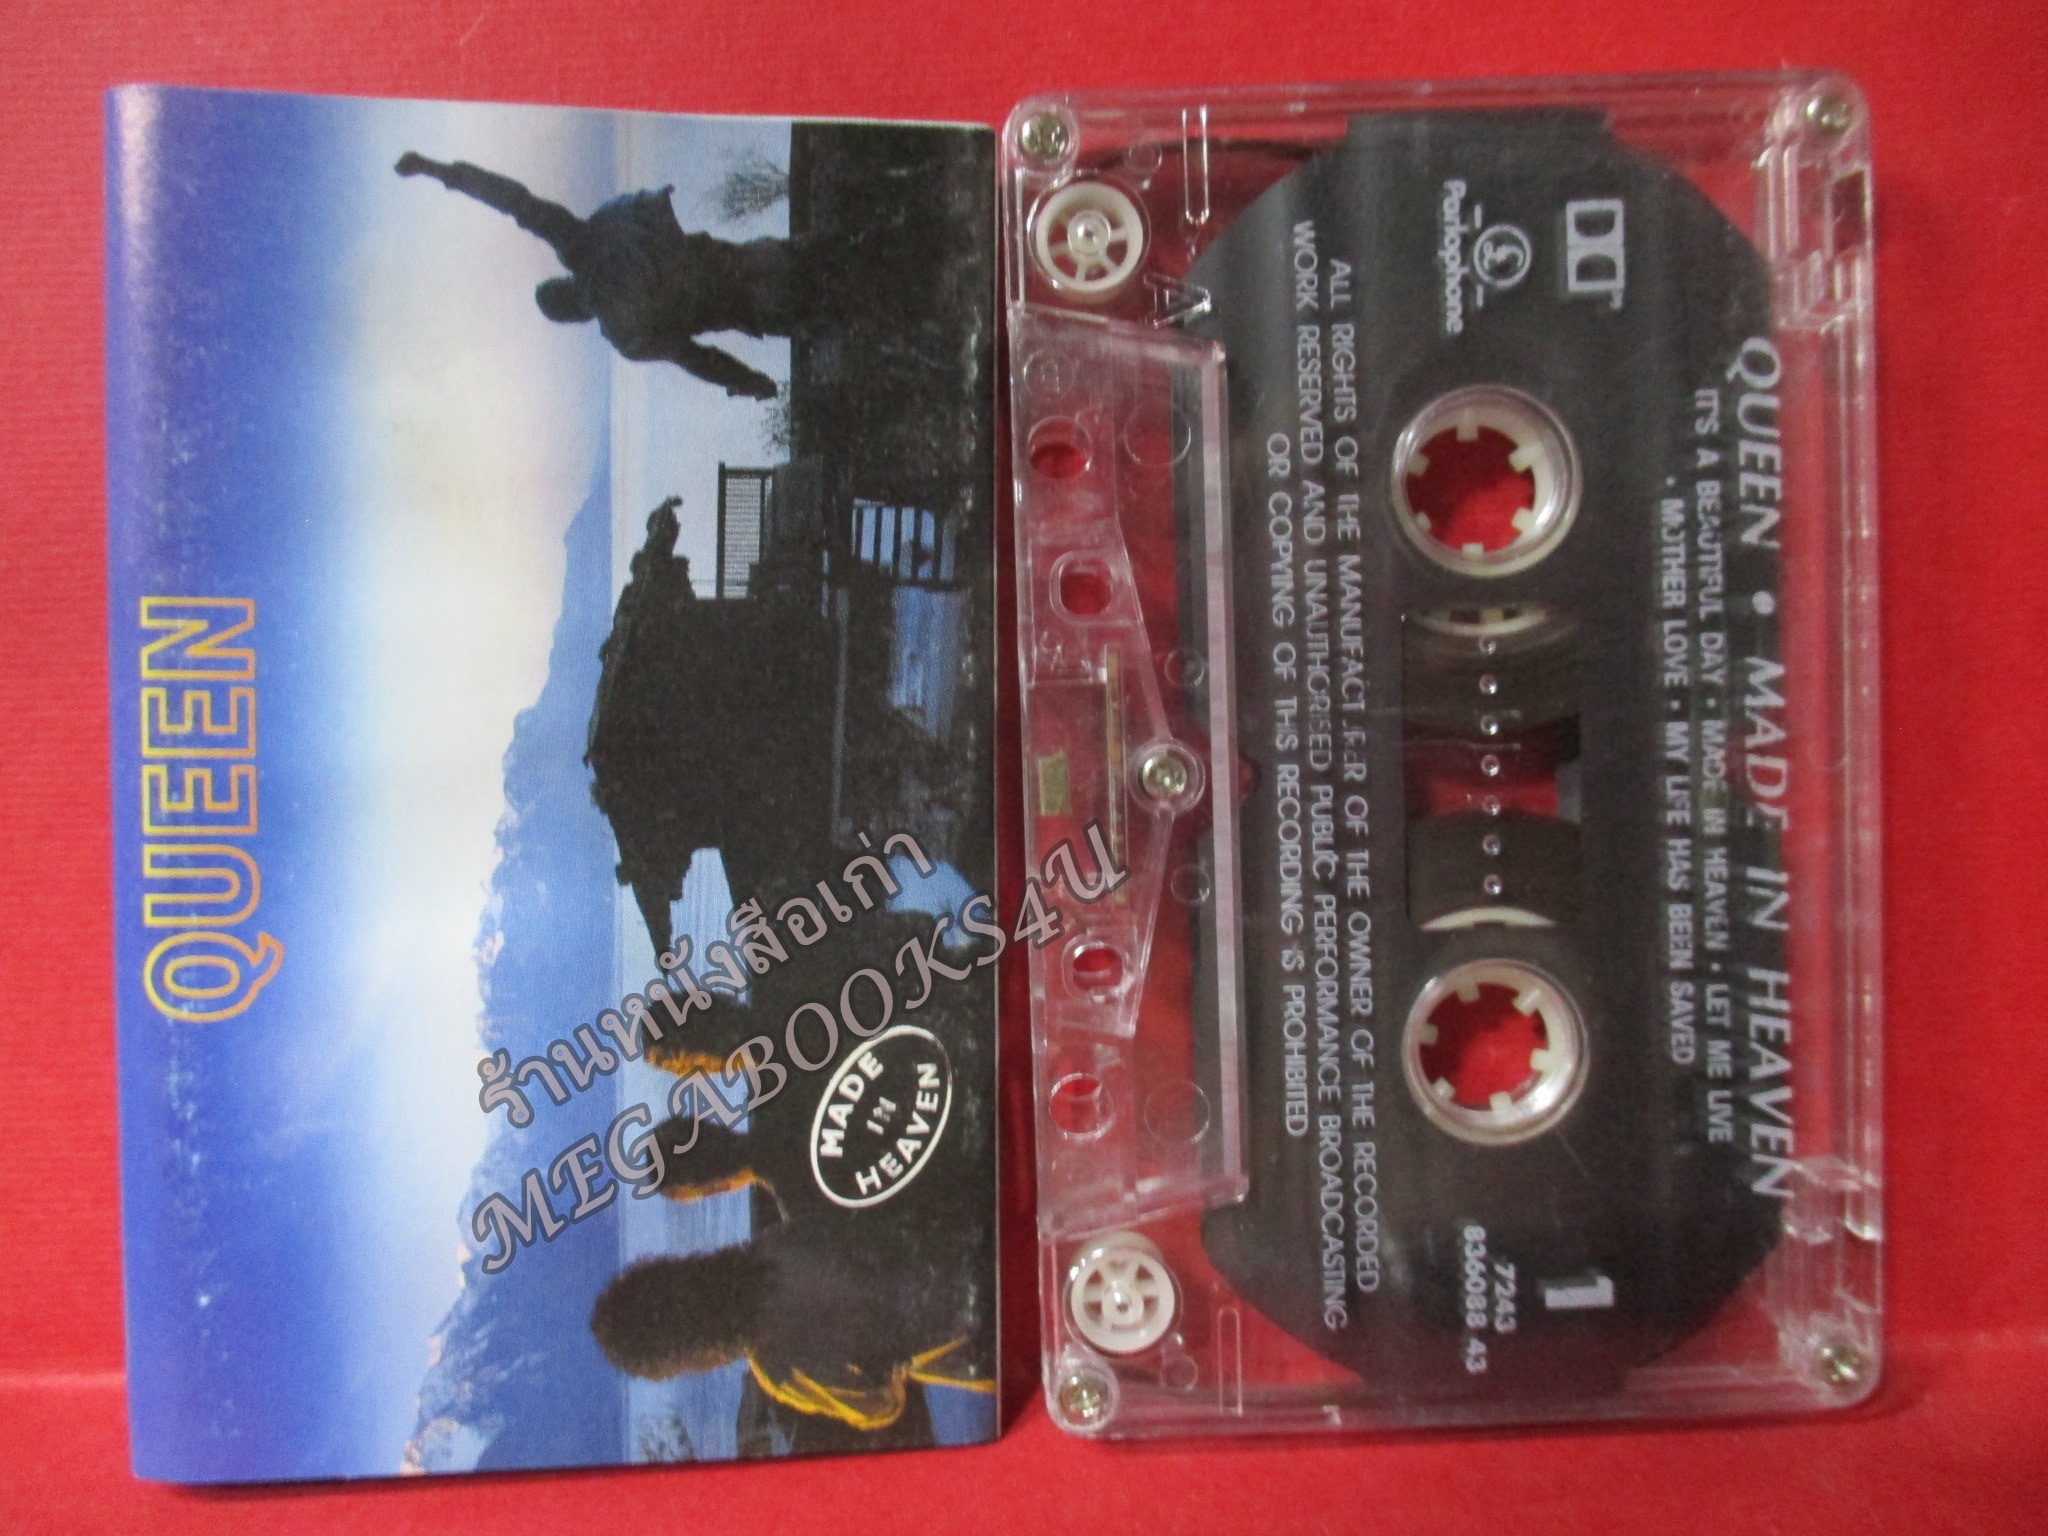 QUEEN
MADE
IN
HEAVEN
ร้านหนังสือเก่า
MEGABOOKS4U
QUEEN • MADE IN HEAVEN
IT'S A BEAUTIFUL DAY • MADE IN HEAVEN • LET ME LIVE
• MOTHER LOVE • MY LIFE HAS BEEN SAVED
Parlophone
£
1
7243
836088 43
A
ALL RIGHTS OF THE MANUFACTURER OF THE OWNER OF THE RECORDED
WORK RESERVED AND UNAUTHORISED PUBLIC PERFORMANCE BROADCASTING
OR COPYING OF THIS RECORDING IS PROHIBITED